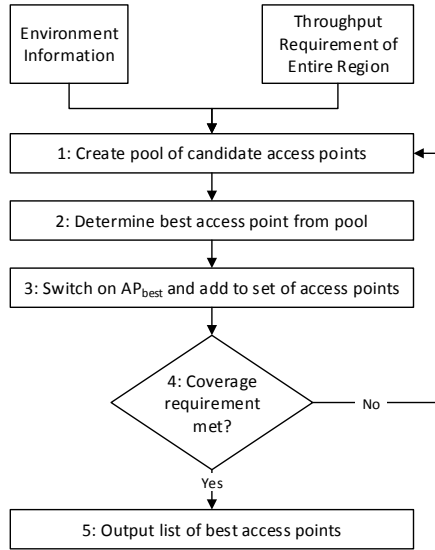 Environment
Information
Throughput
Requirement of
Entire Region
1: Create pool of candidate access points
2: Determine best access point from pool
3: Switch on APbest and add to set of access points
4: Coverage
requirement
met?
No
Yes
5: Output list of best access points